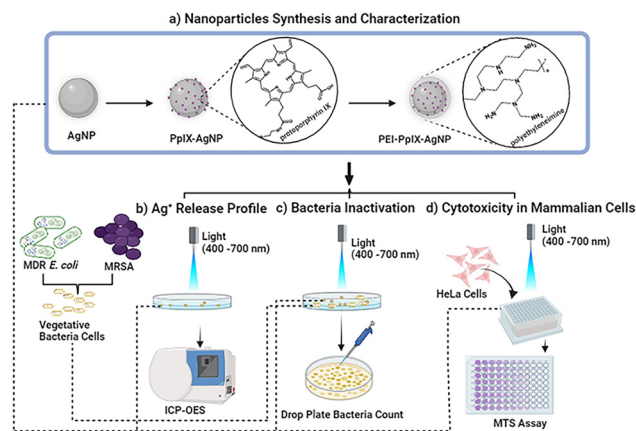 a) Nanoparticles Synthesis and Characterization
AgNP
PpIX-AgNP
protoporphyrin IX
PEI-PpIX-AgNP
polyethyleneimine
b) Ag⁺ Release Profile
c) Bacteria Inactivation
d) Cytotoxicity in Mammalian Cells
MDR E. coli
MRSA
Vegetative
Bacteria Cells
Light
(400 -700 nm)
ICP-OES
Light
(400 -700 nm)
Drop Plate Bacteria Count
Light
(400 -700 nm)
HeLa Cells
MTS Assay